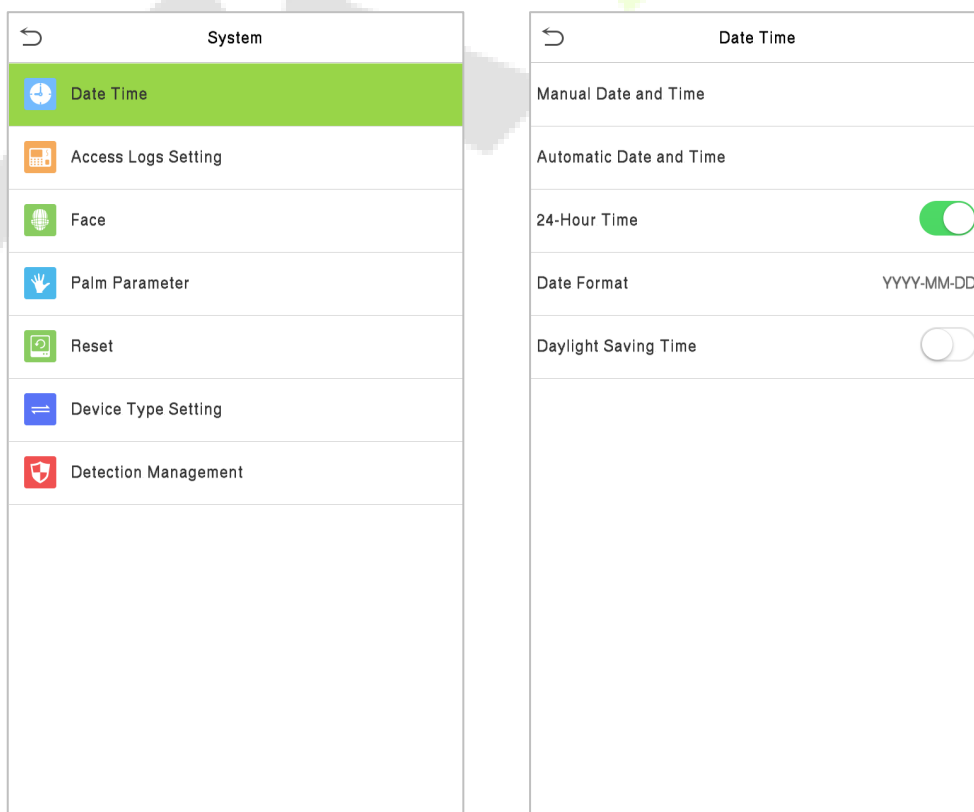 System
Date Time
Access Logs Setting
Face
Palm Parameter
Reset
Device Type Setting
Detection Management
Date Time
Manual Date and Time
Automatic Date and Time
24-Hour Time
Date Format YYYY-MM-DD
Daylight Saving Time